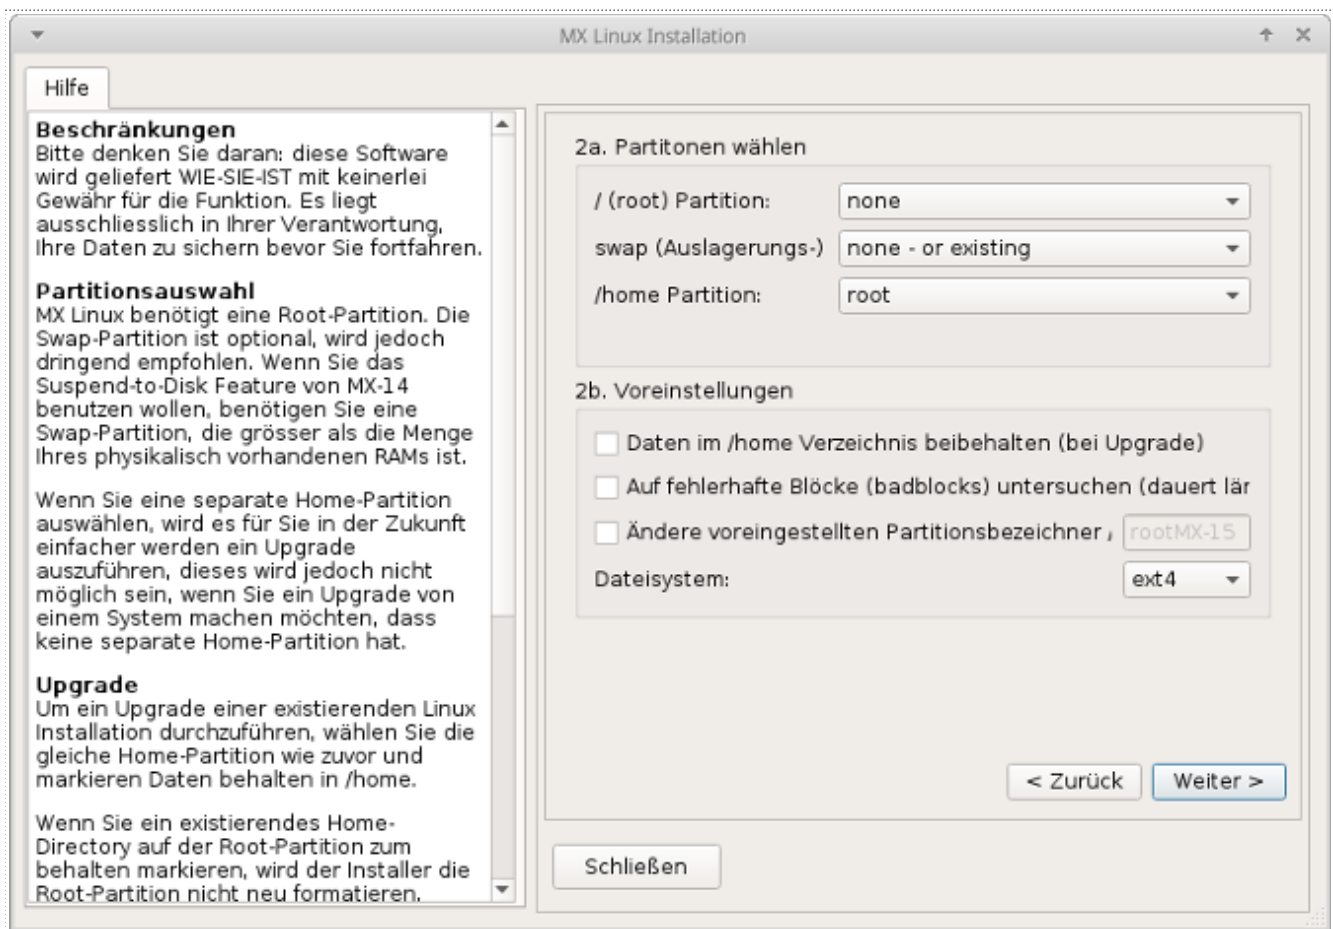 MX Linux Installation
Hilfe
Beschränkungen
Bitte denken Sie daran: diese Software
wird geliefert WIE-SIE-IST mit keinerlei
Gewähr für die Funktion. Es liegt
ausschliesslich in Ihrer Verantwortung,
Ihre Daten zu sichern bevor Sie fortfahren.
Partitionsauswahl
MX Linux benötigt eine Root-Partition. Die
Swap-Partition ist optional, wird jedoch
dringend empfohlen. Wenn Sie das
Suspend-to-Disk Feature von MX-14
benutzen wollen, benötigen Sie eine
Swap-Partition, die grösser als die Menge
Ihres physikalisch vorhandenen RAMs ist.
Wenn Sie eine separate Home-Partition
auswählen, wird es für Sie in der Zukunft
einfacher werden ein Upgrade
auszuführen, dieses wird jedoch nicht
möglich sein, wenn Sie ein Upgrade von
einem System machen möchten, dass
keine separate Home-Partition hat.
Upgrade
Um ein Upgrade einer existierenden Linux
Installation durchzuführen, wählen Sie die
gleiche Home-Partition wie zuvor und
markieren Daten behalten in /home.
Wenn Sie ein existierendes Home-
Directory auf der Root-Partition zum
behalten markieren, wird der Installer die
Root-Partition nicht neu formatieren.
2a. Partitonen wählen
/ (root) Partition: none
swap (Auslagerungs-) none - or existing
/home Partition: root
2b. Voreinstellungen
Daten im /home Verzeichnis beibehalten (bei Upgrade)
Auf fehlerhafte Blöcke (badblocks) untersuchen (dauert lär
Ändere voreingestellten Partitionsbezeichner / rootMX-15
Dateisystem: ext4
< Zurück Weiter >
Schließen